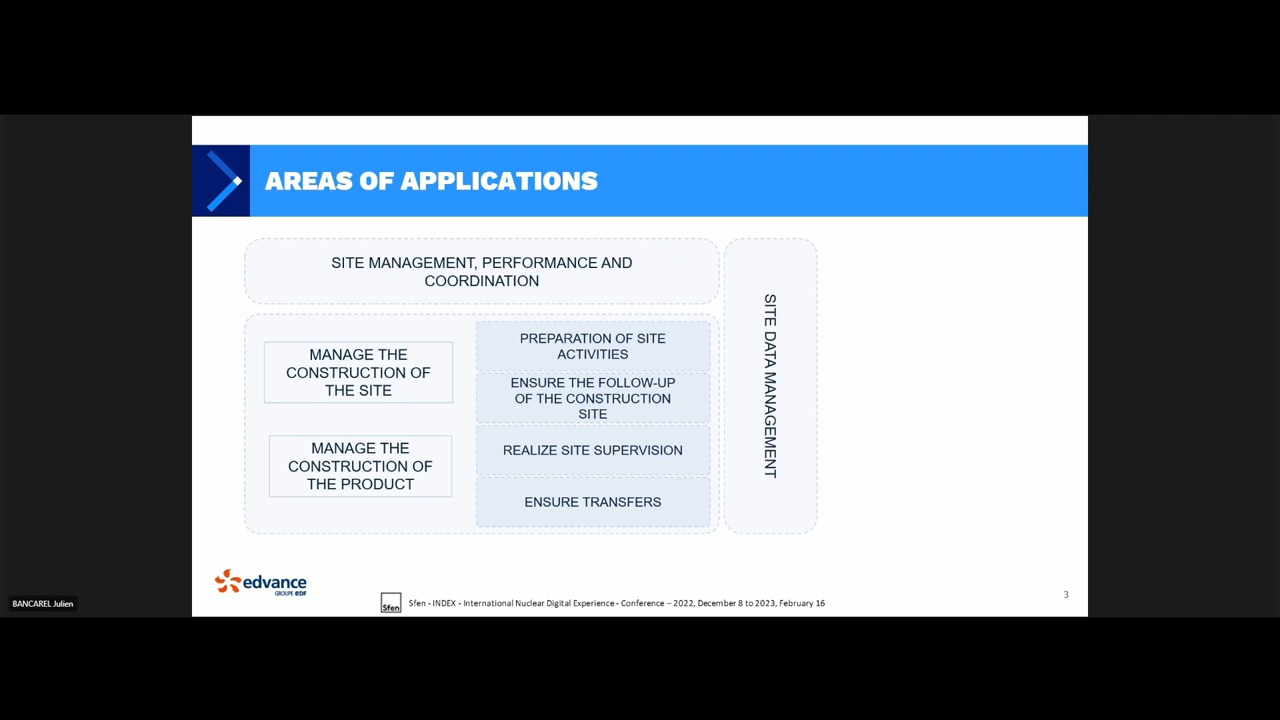 AREAS OF APPLICATIONS
SITE MANAGEMENT, PERFORMANCE AND
COORDINATION
MANAGE THE
CONSTRUCTION OF
THE SITE
MANAGE THE
CONSTRUCTION OF
THE PRODUCT
PREPARATION OF SITE
ACTIVITIES
ENSURE THE FOLLOW-UP
OF THE CONSTRUCTION
SITE
REALIZE SITE SUPERVISION
ENSURE TRANSFERS
SITE DATA MANAGEMENT
edvance
GROUPE eDF
Sfen
Sfen - INDEX - International Nuclear Digital Experience - Conference – 2022, December 8 to 2023, February 16
3
BANCAREL Julien